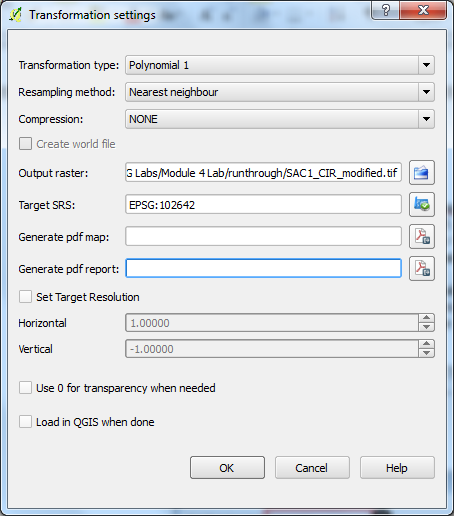 Transformation settings
Transformation type: Polynomial 1
Resampling method: Nearest neighbour
Compression: NONE
Create world file
Output raster: G Labs/Module 4 Lab/runthrough/SAC1_CIR_modified.tif
Target SRS: EPSG:102642
Generate pdf map:
Generate pdf report:
Set Target Resolution
Horizontal 1.00000
Vertical -1.00000
Use 0 for transparency when needed
Load in QGIS when done
OK Cancel Help